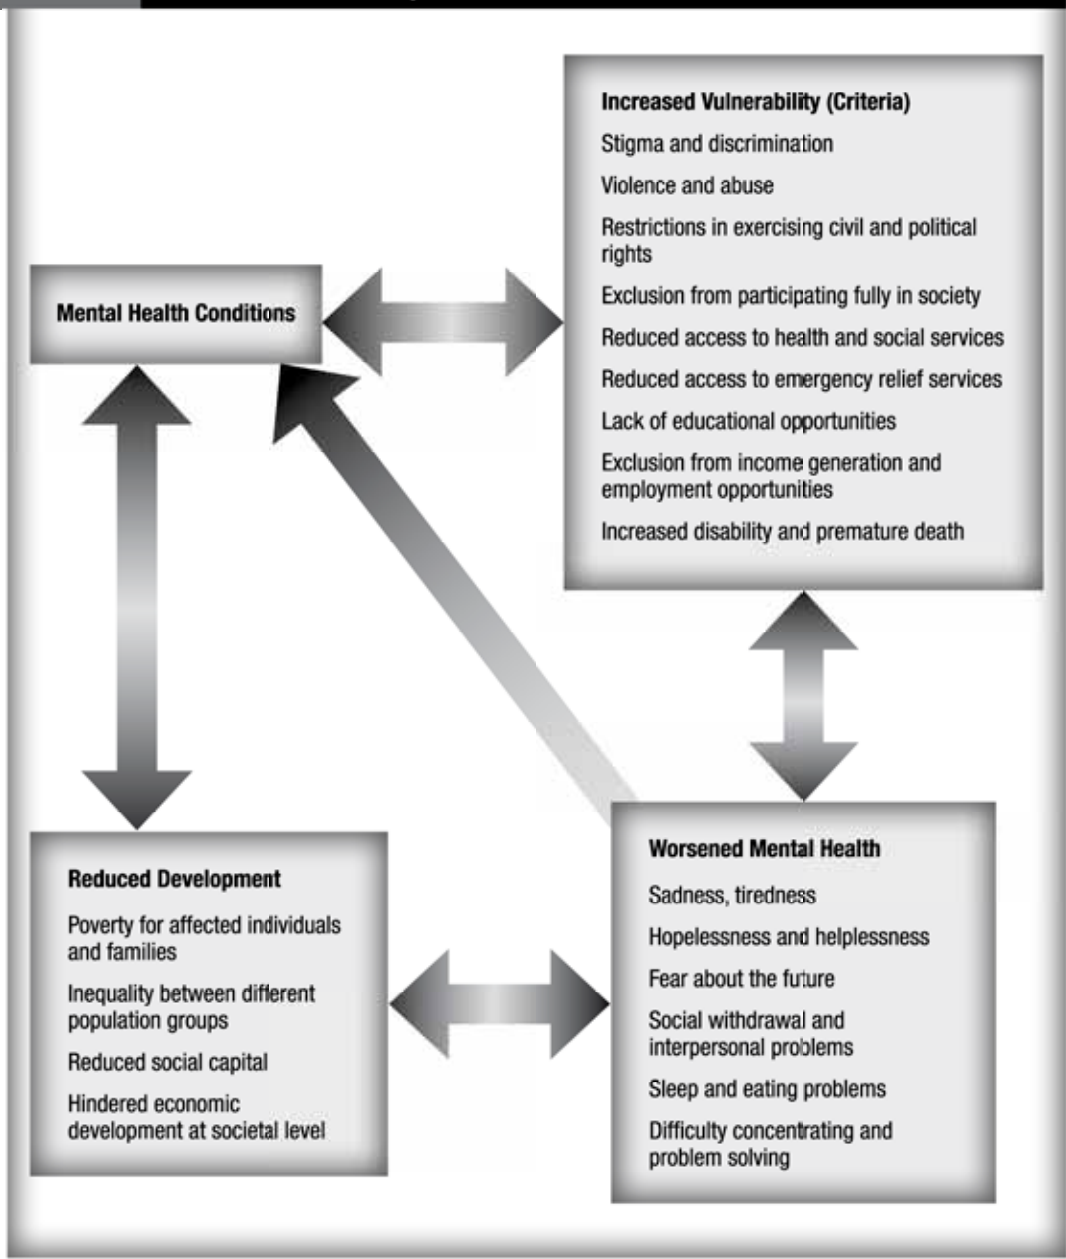 Mental Health Conditions
Increased Vulnerability (Criteria)
Stigma and discrimination
Violence and abuse
Restrictions in exercising civil and political
rights
Exclusion from participating fully in society
Reduced access to health and social services
Reduced access to emergency relief services
Lack of educational opportunities
Exclusion from income generation and
employment opportunities
Increased disability and premature death
Reduced Development
Poverty for affected individuals
and families
Inequality between different
population groups
Reduced social capital
Hindered economic
development at societal level
Worsened Mental Health
Sadness, tiredness
Hopelessness and helplessness
Fear about the future
Social withdrawal and
interpersonal problems
Sleep and eating problems
Difficulty concentrating and
problem solving